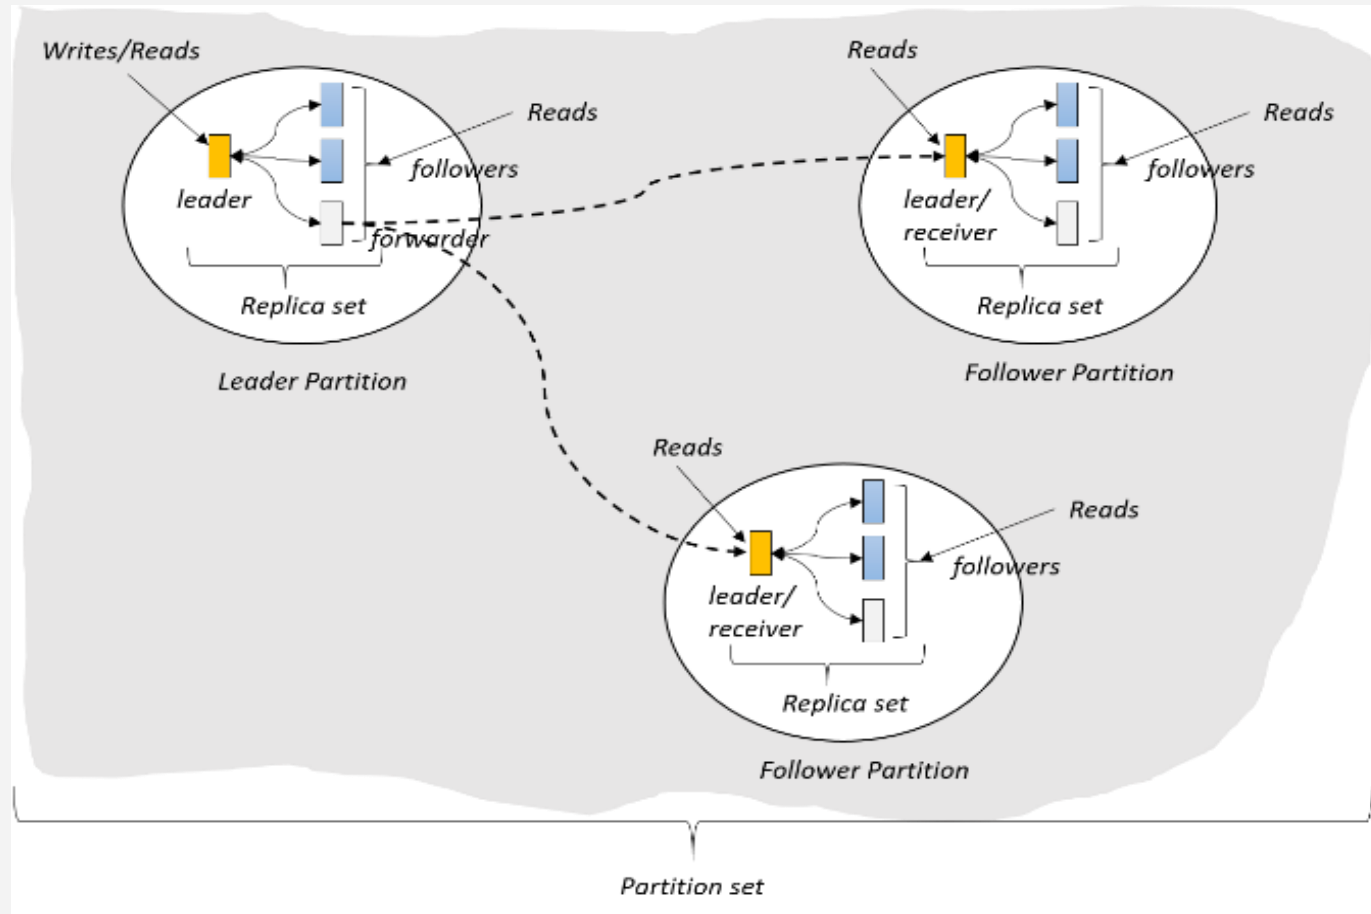 Writes/Reads
Reads
followers
leader
forwarder
Replica set
Leader Partition
Reads
Reads
followers
leader/
receiver
Replica set
Follower Partition
Reads
Reads
followers
leader/
receiver
Replica set
Follower Partition
Partition set